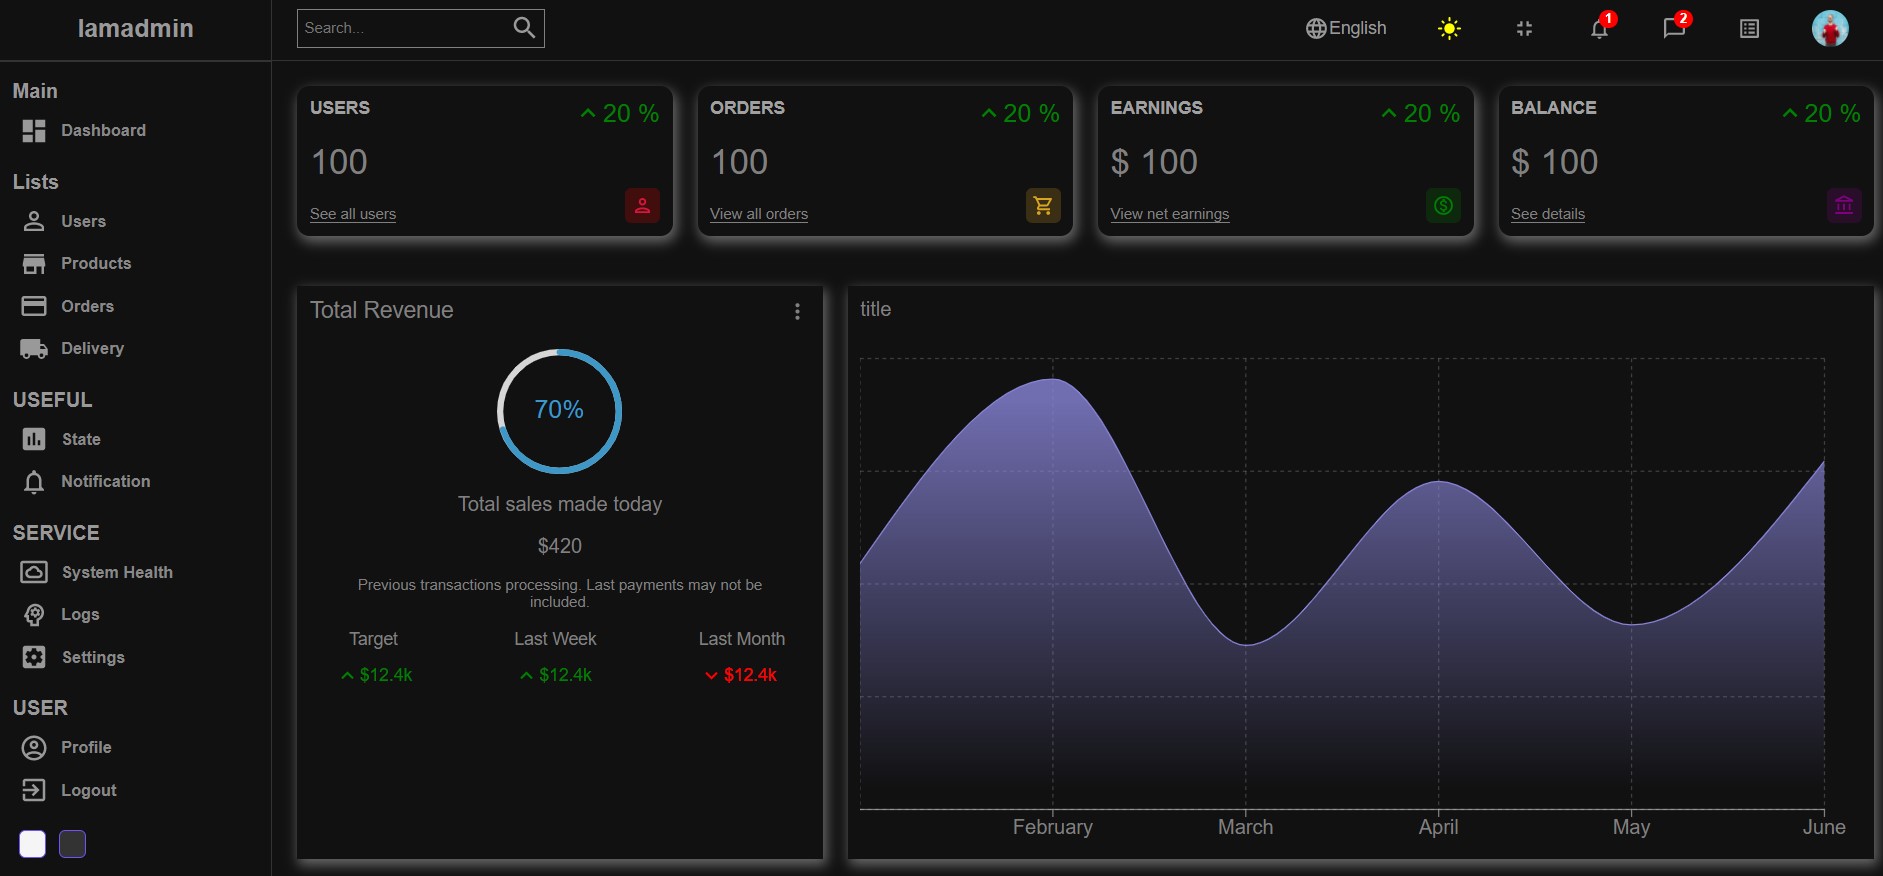 lamadmin
Search...
English
1
2
Main
Dashboard
Lists
Users
Products
Orders
Delivery
USEFUL
State
Notification
SERVICE
System Health
Logs
Settings
USER
Profile
Logout
USERS
20 %
100
See all users
ORDERS
20 %
100
View all orders
EARNINGS
20 %
$ 100
View net earnings
BALANCE
20 %
$ 100
See details
Total Revenue
70%
Total sales made today
$420
Previous transactions processing. Last payments may not be
included.
Target
Last Week
Last Month
$12.4k
$12.4k
$12.4k
title
February
March
April
May
June